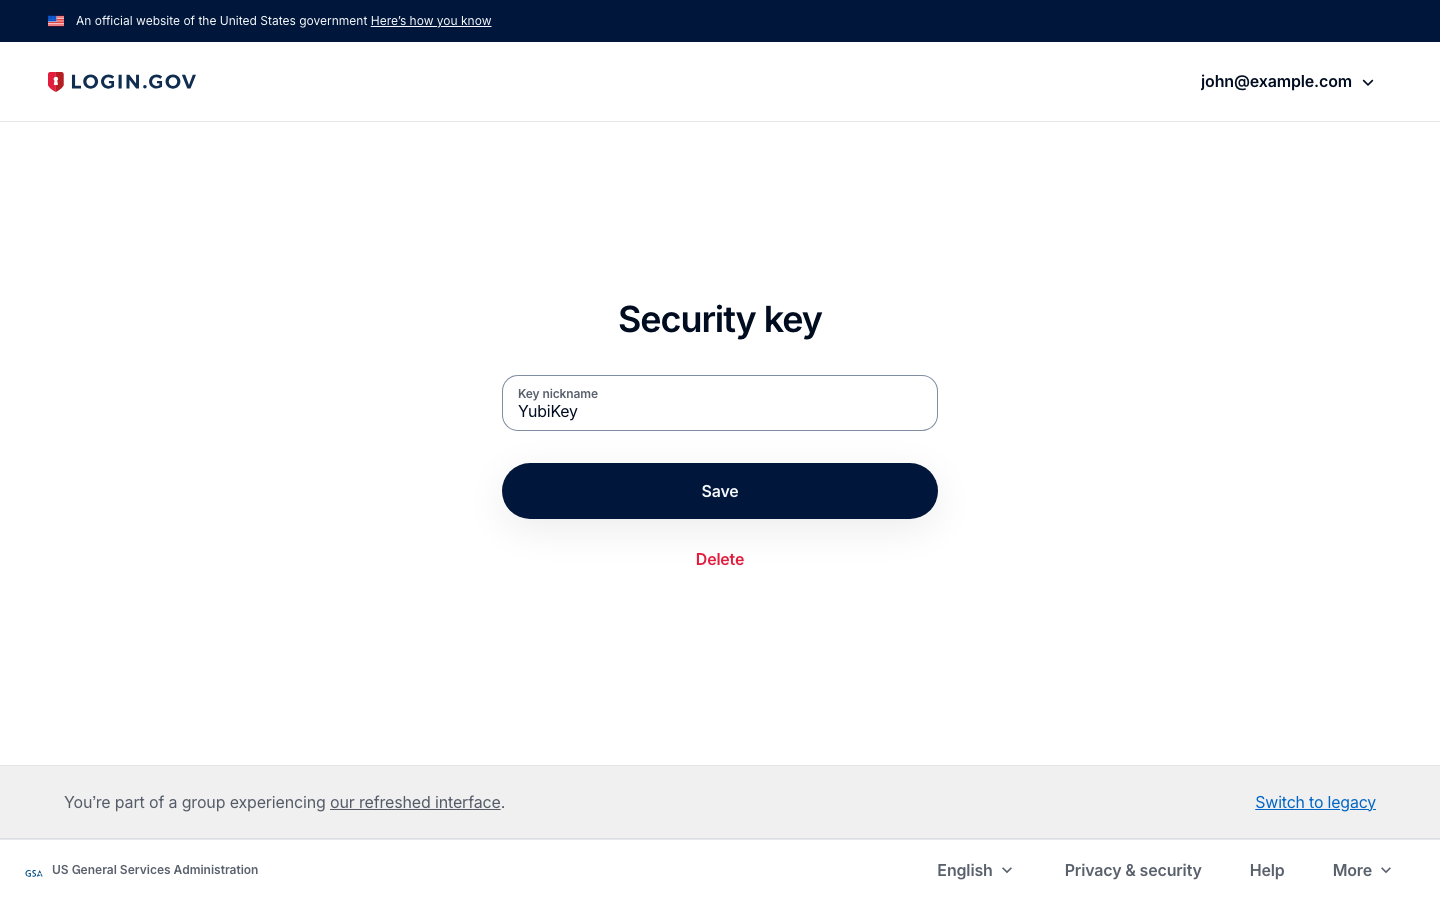 An official website of the United States government Here’s how you know
LOGIN.GOV
john@example.com
Security key
Key nickname
YubiKey
Save
Delete
You’re part of a group experiencing our refreshed interface.
Switch to legacy
GSA
US General Services Administration
English
Privacy & security
Help
More